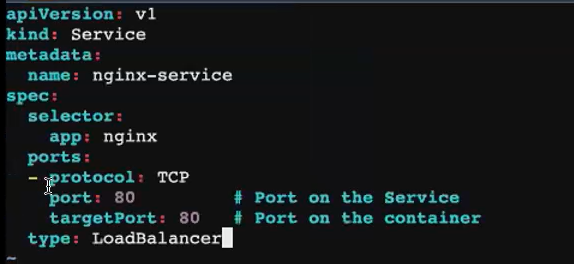 apiVersion: v1
kind: Service
metadata:
  name: nginx-service
spec:
  selector:
    app: nginx
  ports:
  - protocol: TCP
    port: 80         # Port on the Service
    targetPort: 80   # Port on the container
  type: LoadBalancer
~